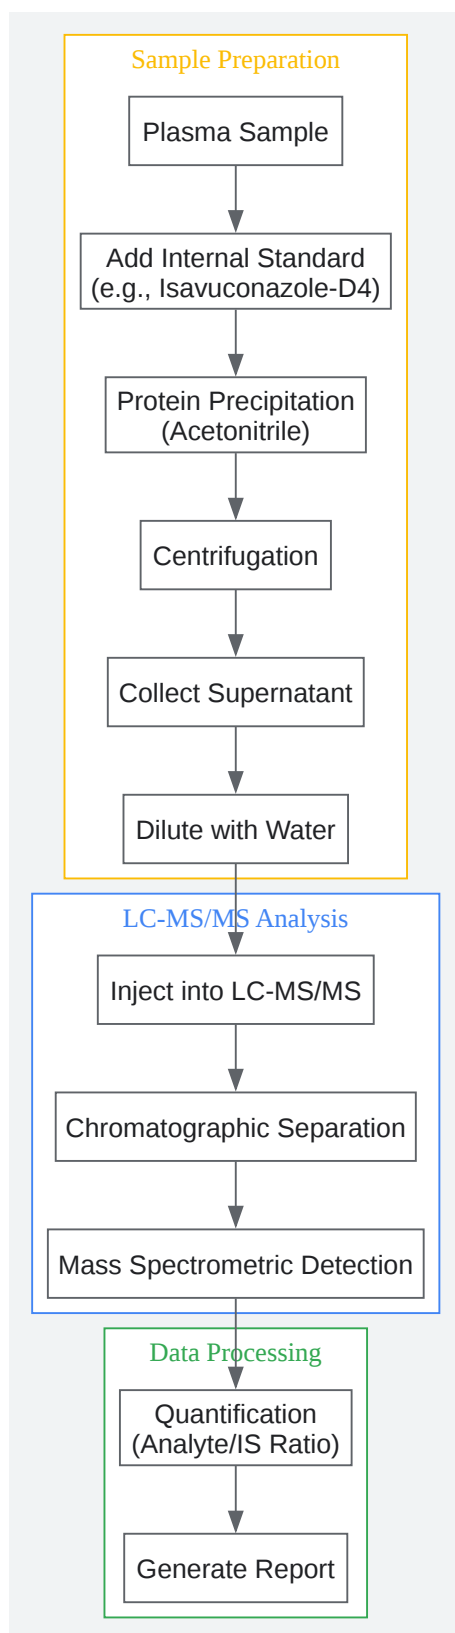 Sample Preparation
Plasma Sample
Add Internal Standard
(e.g., Isavuconazole-D4)
Protein Precipitation
(Acetonitrile)
Centrifugation
Collect Supernatant
Dilute with Water
LC-MS/MS Analysis
Inject into LC-MS/MS
Chromatographic Separation
Mass Spectrometric Detection
Data Processing
Quantification
(Analyte/IS Ratio)
Generate Report